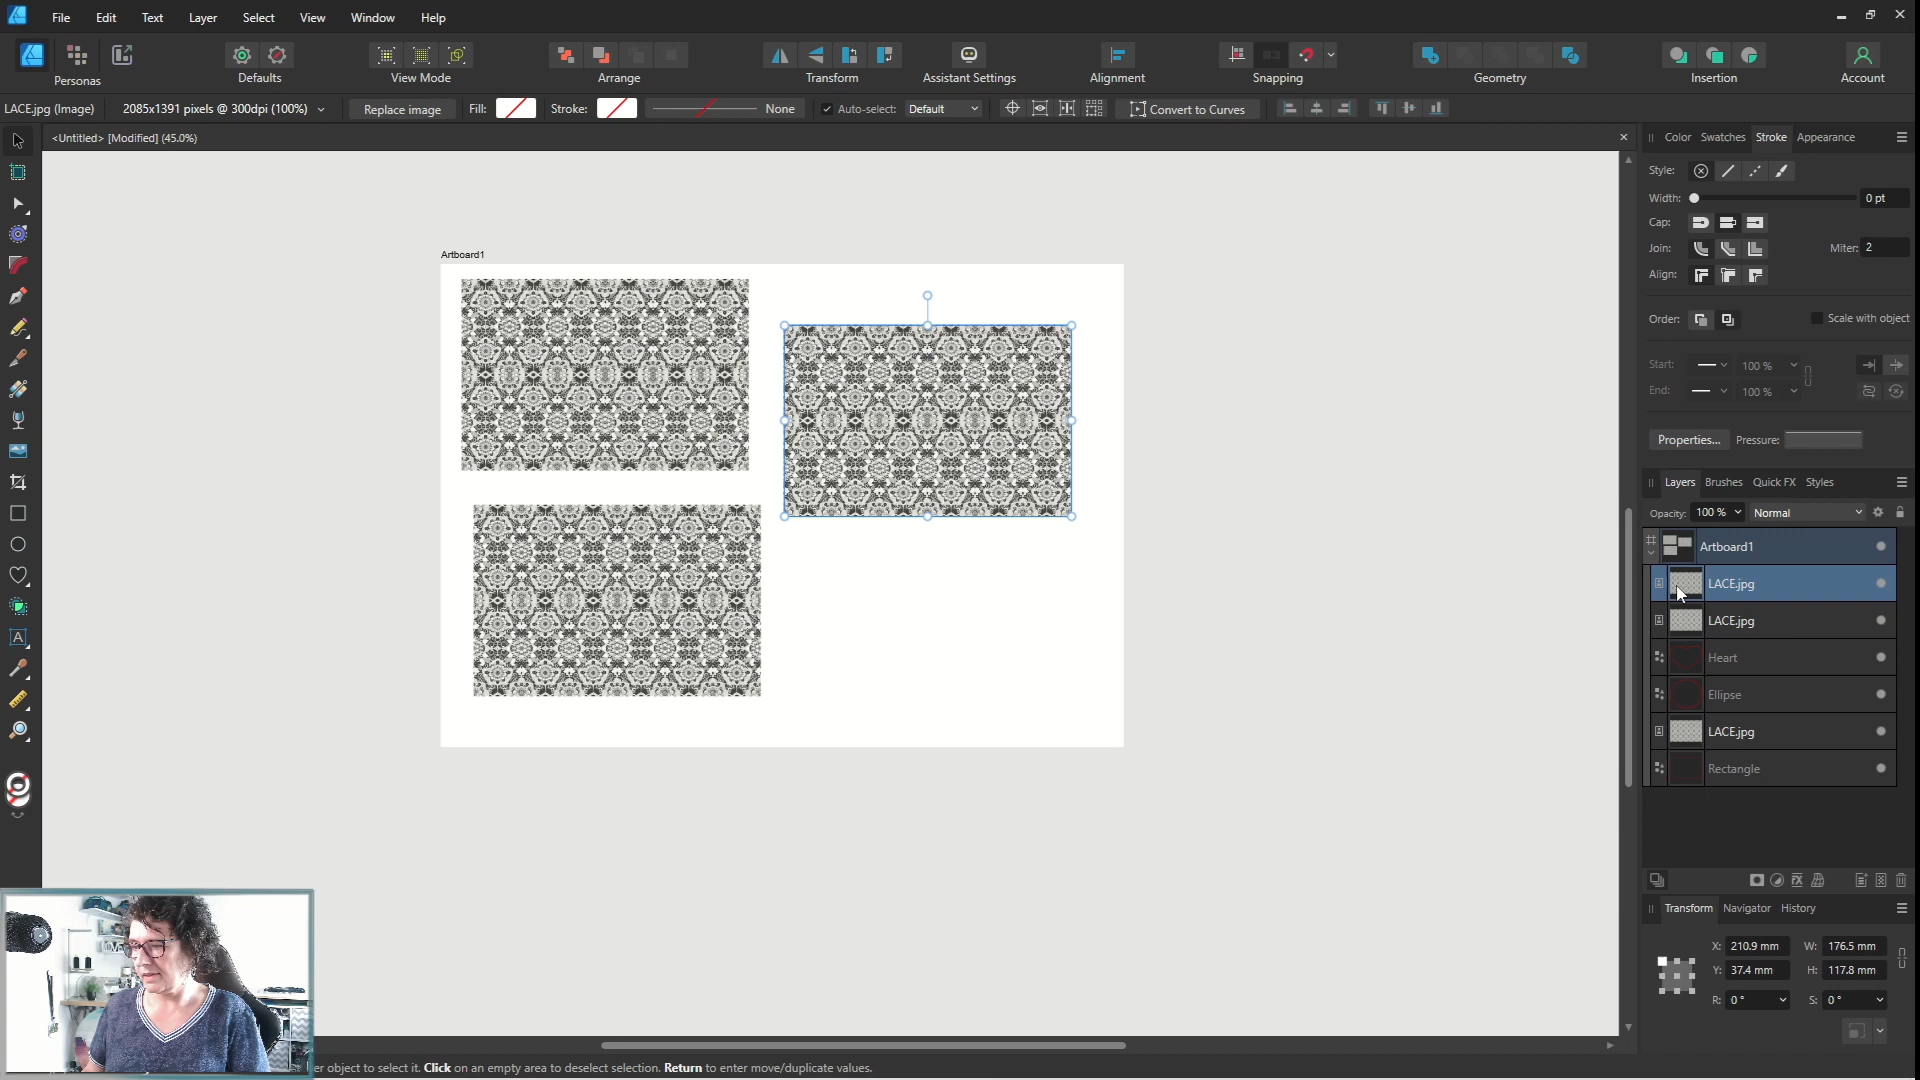 File Edit Text Layer Select View Window Help
Personas Defaults View Mode Arrange Transform Assistant Settings Alignment Snapping Geometry Insertion Account
LACE.jpg (Image) 2085x1391 pixels @ 300dpi (100%) Replace image Fill: Stroke: None Auto-select: Default Convert to Curves
<Untitled> [Modified] (45.0%)
Color Swatches Stroke Appearance
Style:
Width: 0 pt
Cap:
Join: Miter: 2
Align:
Order: Scale with object
Start: 100 %
End: 100 %
Properties... Pressure:
Artboard1
Layers Brushes Quick FX Styles
Opacity: 100 % Normal
Artboard1
LACE.jpg
LACE.jpg
Heart
Ellipse
LACE.jpg
Rectangle
Transform Navigator History
X: 210.9 mm W: 176.5 mm
Y: 37.4 mm H: 117.8 mm
R: 0 ° S: 0 °
object to select it. Click on an empty area to deselect selection. Return to enter move/duplicate values.